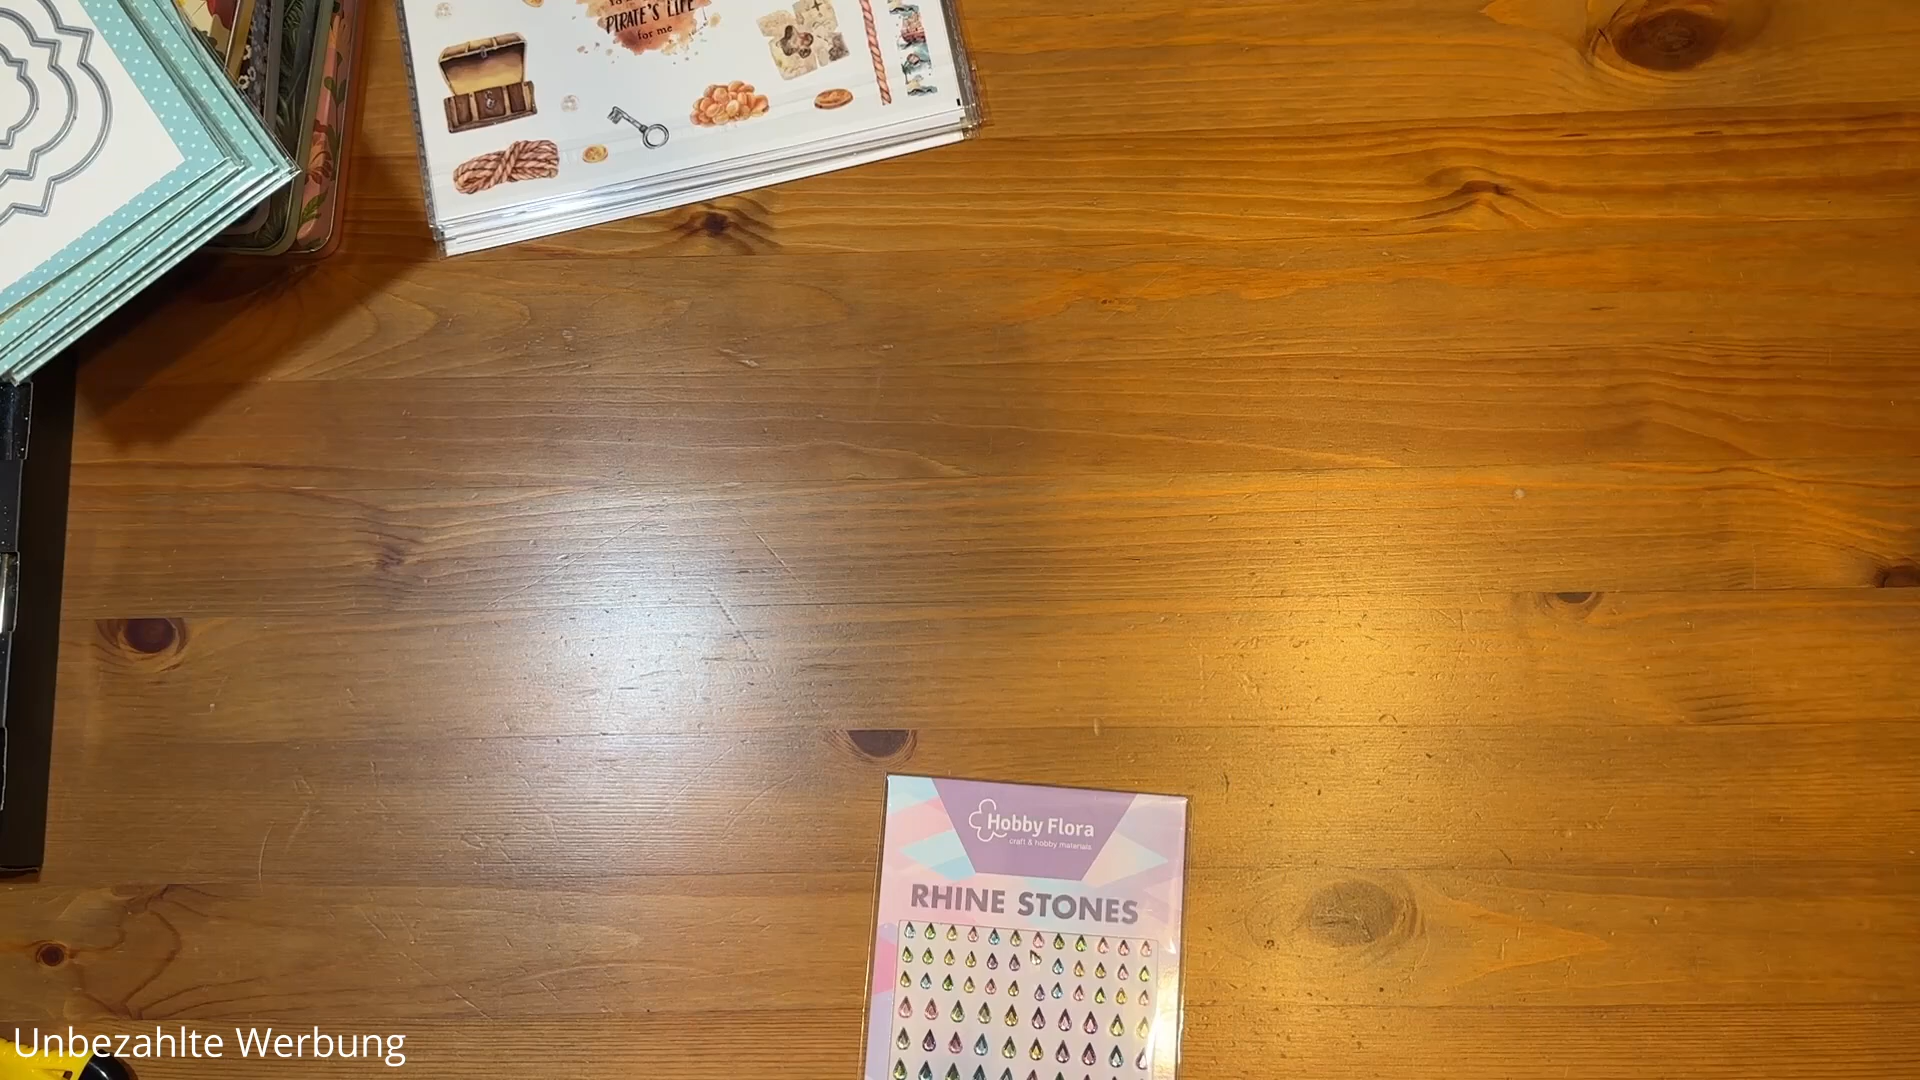 PIRATE'S LIFE
for me
Hobby Flora
craft & hobby materials
RHINE STONES
Unbezahlte Werbung